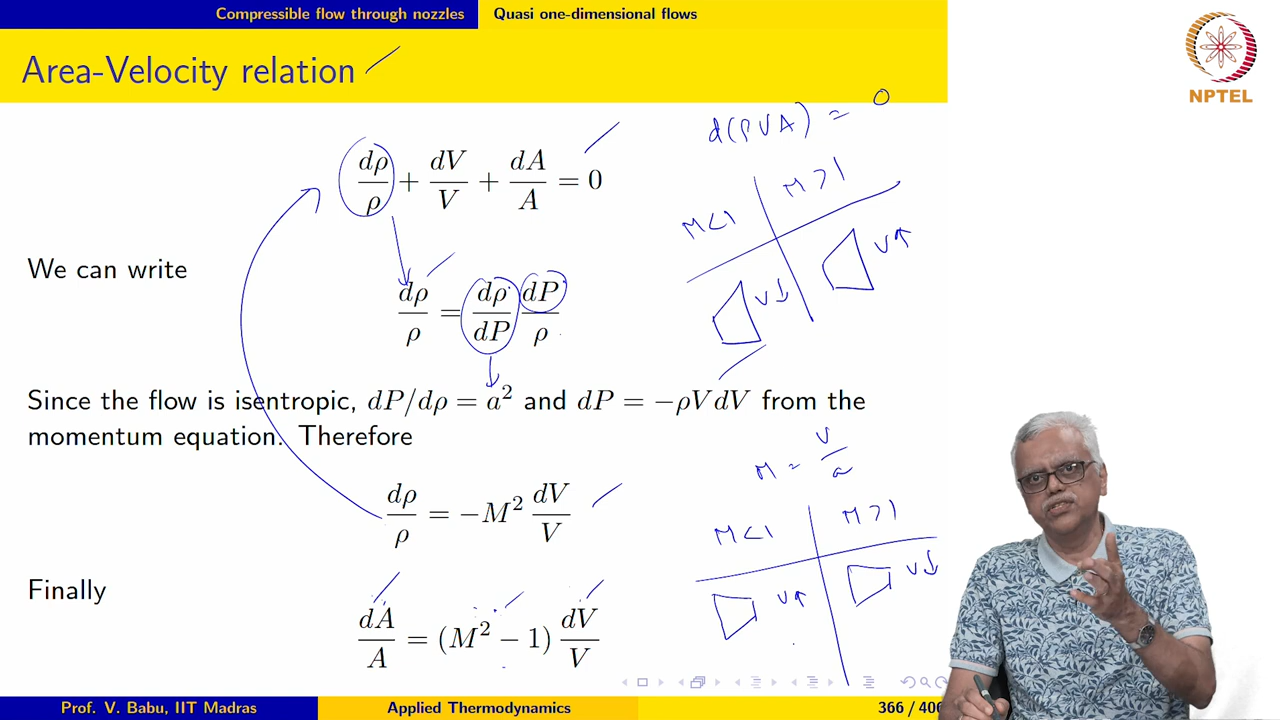 Compressible flow through nozzles Quasi one-dimensional flows
Area-Velocity relation
NPTEL
dρ/ρ + dV/V + dA/A = 0
d(ρVA) = 0
M<1 M>1
V↓ V↑
We can write
dρ/ρ = dρ/dP dP/ρ
Since the flow is isentropic, dP/dρ = a² and dP = −ρV dV from the
momentum equation. Therefore
M = V/a
dρ/ρ = −M² dV/V
M<1 M>1
V↑ V↓
Finally
dA/A = (M² − 1) dV/V
Prof. V. Babu, IIT Madras Applied Thermodynamics 366 / 406